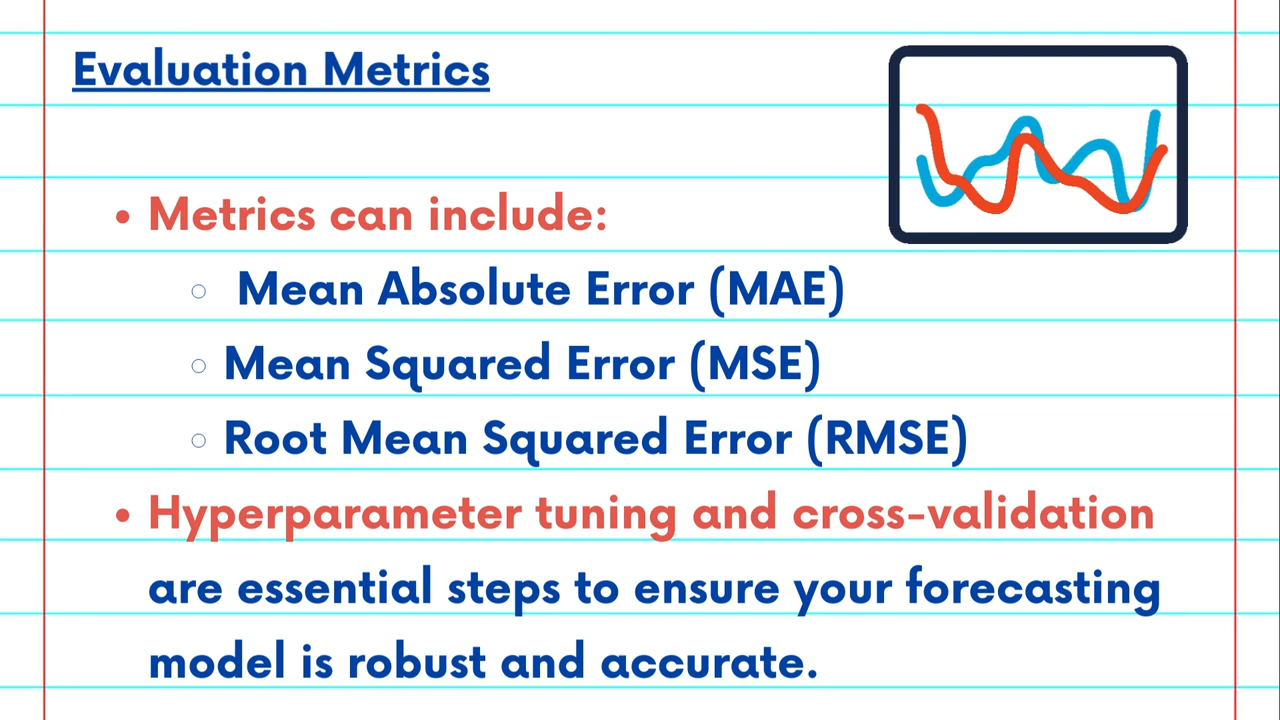 Evaluation Metrics
• Metrics can include:
◦ Mean Absolute Error (MAE)
◦ Mean Squared Error (MSE)
◦ Root Mean Squared Error (RMSE)
• Hyperparameter tuning and cross-validation
are essential steps to ensure your forecasting
model is robust and accurate.